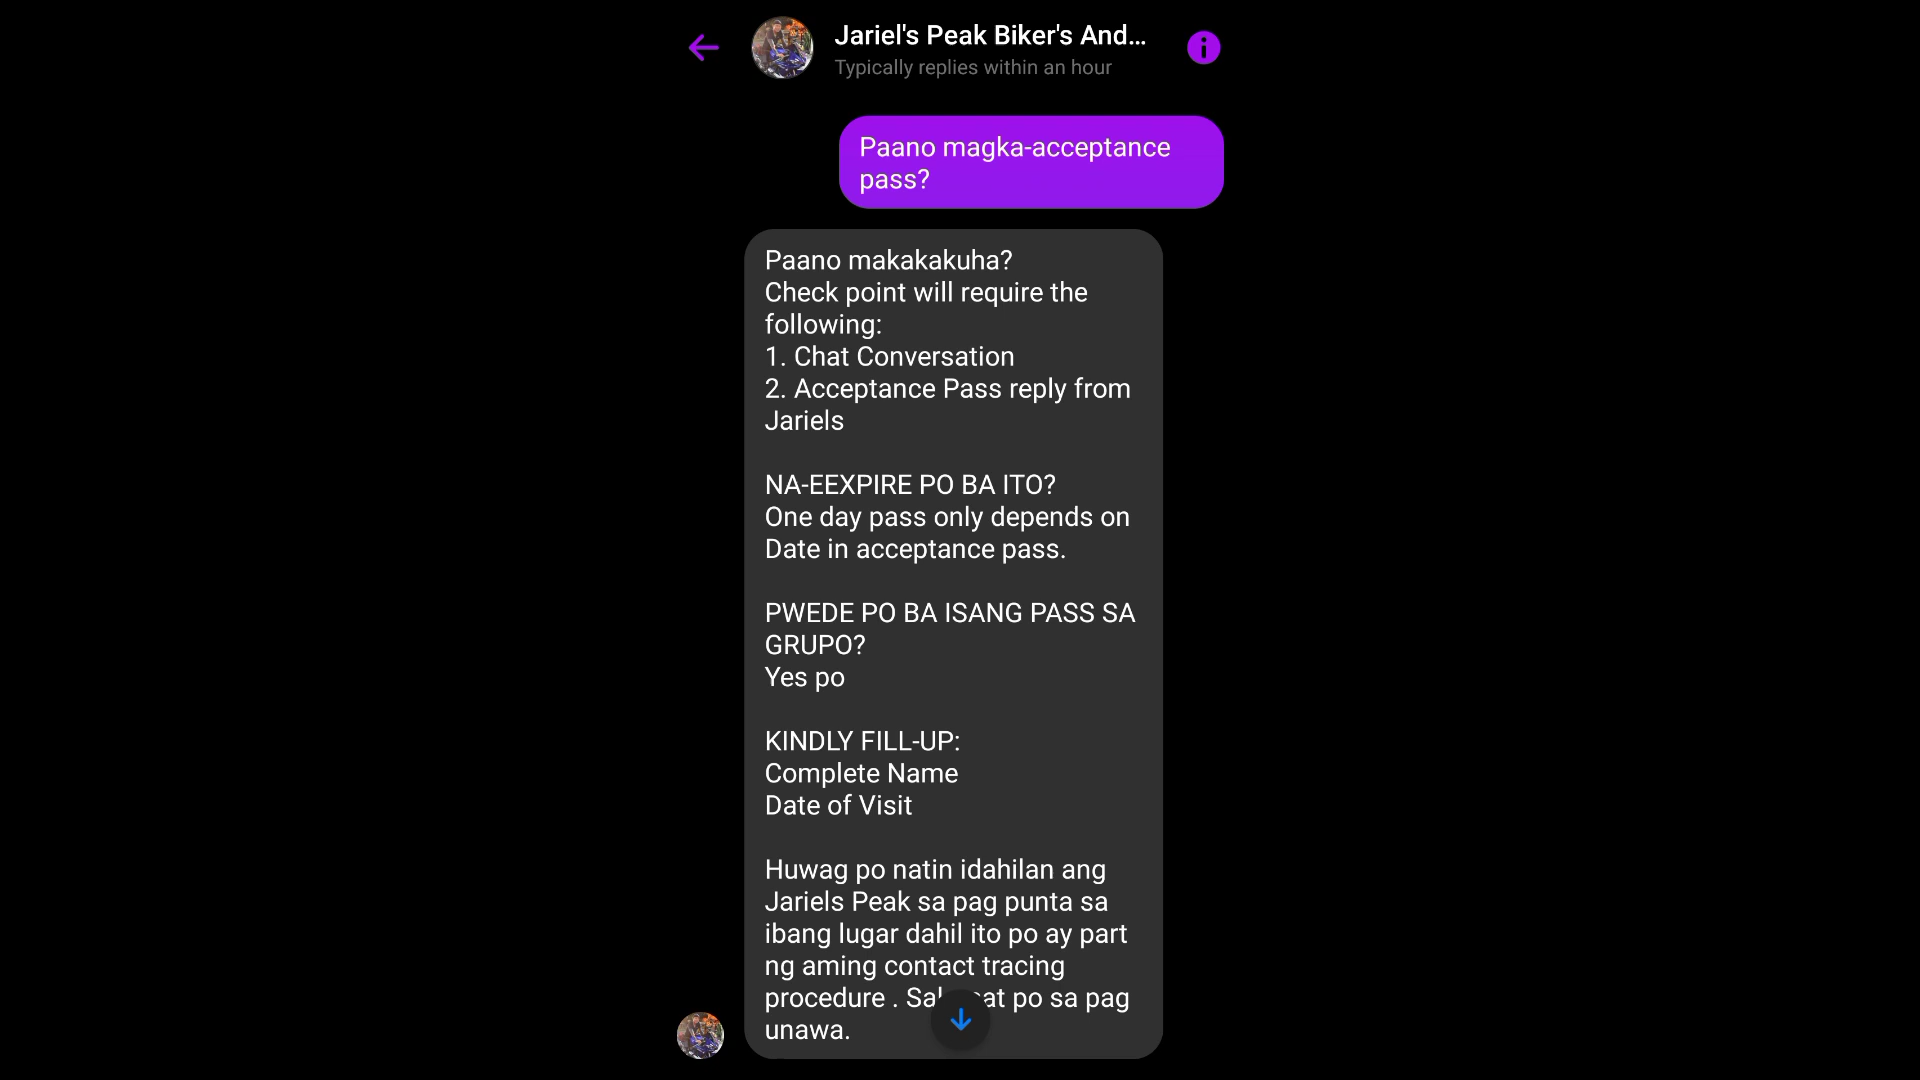 Jariel's Peak Biker's And...
Typically replies within an hour
Paano magka-acceptance
pass?
Paano makakakuha?
Check point will require the
following:
1. Chat Conversation
2. Acceptance Pass reply from
Jariels
NA-EEXPIRE PO BA ITO?
One day pass only depends on
Date in acceptance pass.
PWEDE PO BA ISANG PASS SA
GRUPO?
Yes po
KINDLY FILL-UP:
Complete Name
Date of Visit
Huwag po natin idahilan ang
Jariels Peak sa pag punta sa
ibang lugar dahil ito po ay part
ng aming contact tracing
procedure . Salamat po sa pag
unawa.